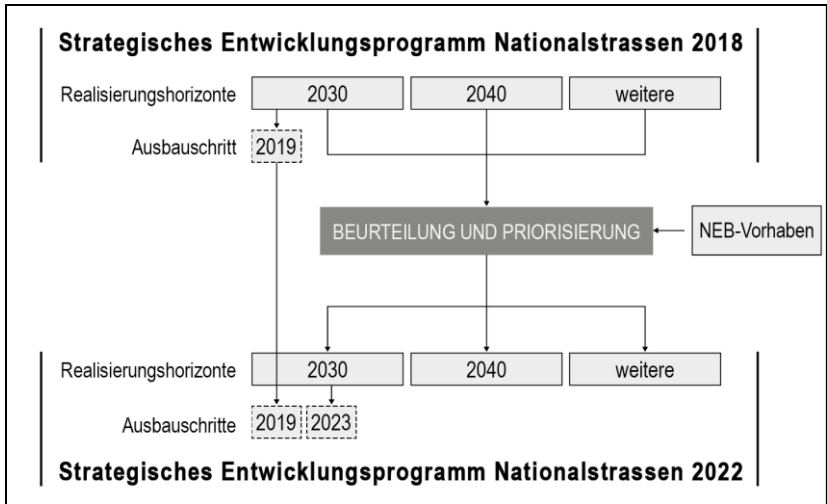 Strategisches Entwicklungsprogramm Nationalstrassen 2018
Realisierungshorizonte 2030 2040 weitere
Ausbauschritt 2019
BEURTEILUNG UND PRIORISIERUNG NEB-Vorhaben
Realisierungshorizonte 2030 2040 weitere
Ausbauschritte 2019 2023
Strategisches Entwicklungsprogramm Nationalstrassen 2022